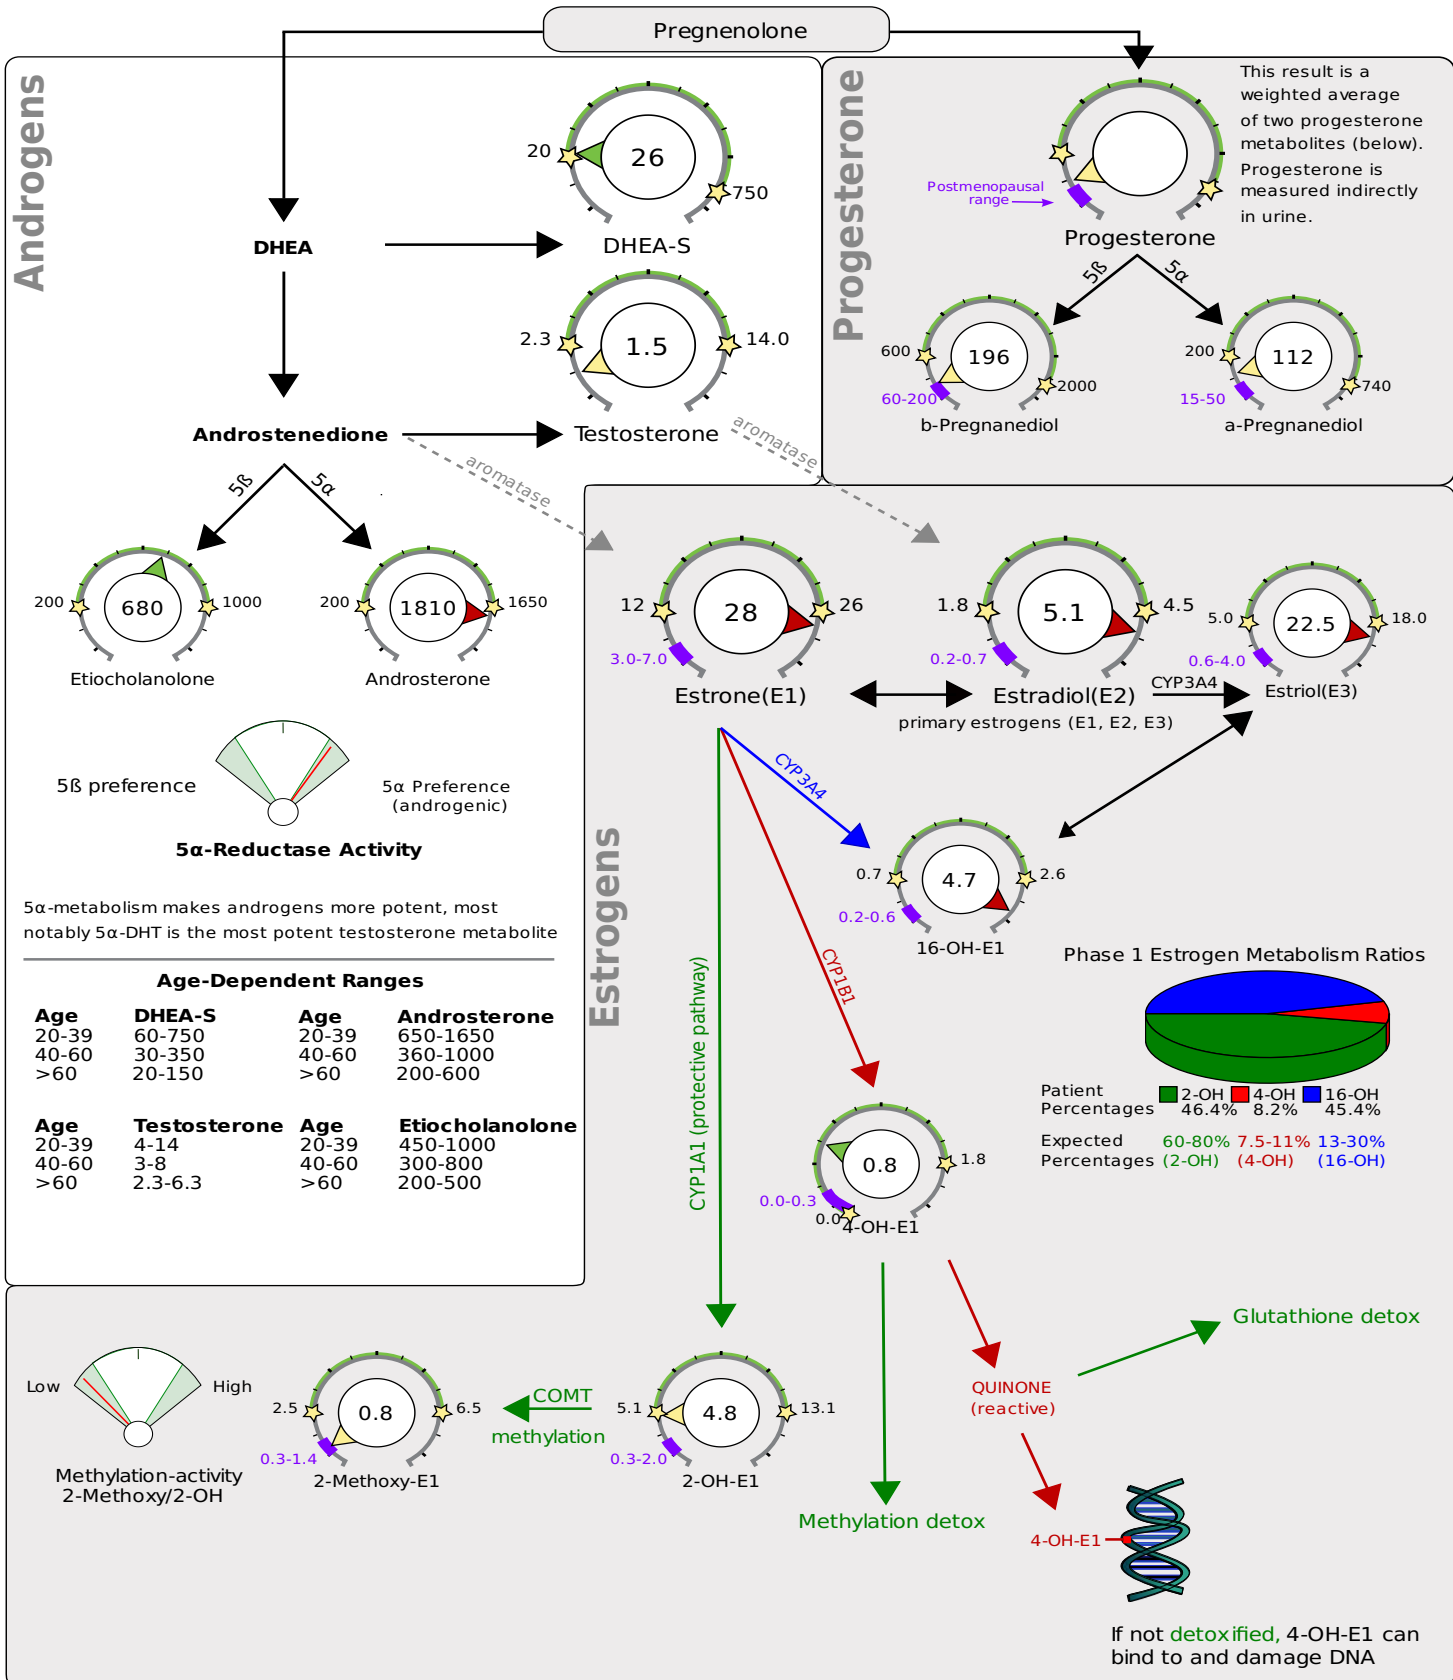 Pregnenolone
Androgens
20
26
750
DHEA-S
DHEA
2.3
1.5
14.0
Testosterone
Androstenedione
aromatase
aromatase
5ß
5α
200
680
1000
Etiocholanolone
200
1810
1650
Androsterone
5ß preference
5α Preference
(androgenic)
5α-Reductase Activity
5α-metabolism makes androgens more potent, most
notably 5α-DHT is the most potent testosterone metabolite
Age-Dependent Ranges
Age DHEA-S Age Androsterone
20-39 60-750 20-39 650-1650
40-60 30-350 40-60 360-1000
>60 20-150 >60 200-600
Age Testosterone Age Etiocholanolone
20-39 4-14 20-39 450-1000
40-60 3-8 40-60 300-800
>60 2.3-6.3 >60 200-500
Progesterone
This result is a
weighted average
of two progesterone
metabolites (below).
Progesterone is
measured indirectly
in urine.
Postmenopausal
range
Progesterone
5ß
5α
600
196
2000
60-200
b-Pregnanediol
200
112
740
15-50
a-Pregnanediol
Estrogens
12
28
26
3.0-7.0
Estrone(E1)
1.8
5.1
4.5
0.2-0.7
Estradiol(E2)
CYP3A4
5.0
22.5
18.0
0.6-4.0
Estriol(E3)
primary estrogens (E1, E2, E3)
CYP3A4
0.7
4.7
2.6
0.2-0.6
16-OH-E1
CYP1B1
CYP1A1 (protective pathway)
Phase 1 Estrogen Metabolism Ratios
Patient
Percentages
2-OH 4-OH 16-OH
46.4% 8.2% 45.4%
Expected
Percentages
60-80% 7.5-11% 13-30%
(2-OH) (4-OH) (16-OH)
0.8
1.8
0.0-0.3
0.0
4-OH-E1
Glutathione detox
QUINONE
(reactive)
Methylation detox
4-OH-E1
If not detoxified, 4-OH-E1 can
bind to and damage DNA
Low
High
Methylation-activity
2-Methoxy/2-OH
2.5
0.8
6.5
0.3-1.4
2-Methoxy-E1
COMT
methylation
5.1
4.8
13.1
0.3-2.0
2-OH-E1